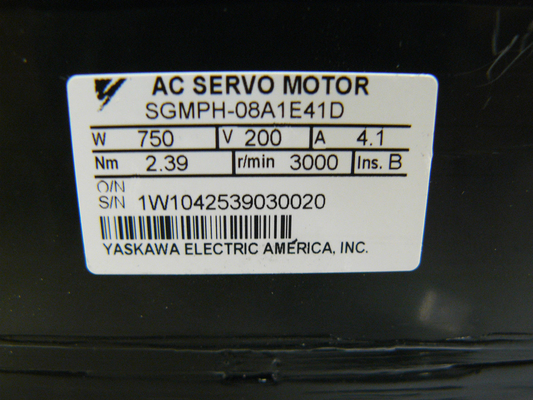 AC SERVO MOTOR
SGMPH-08A1E41D
W 750 V 200 A 4.1
Nm 2.39 r/min 3000 Ins. B
O/N
S/N 1W1042539030020
YASKAWA ELECTRIC AMERICA, INC.